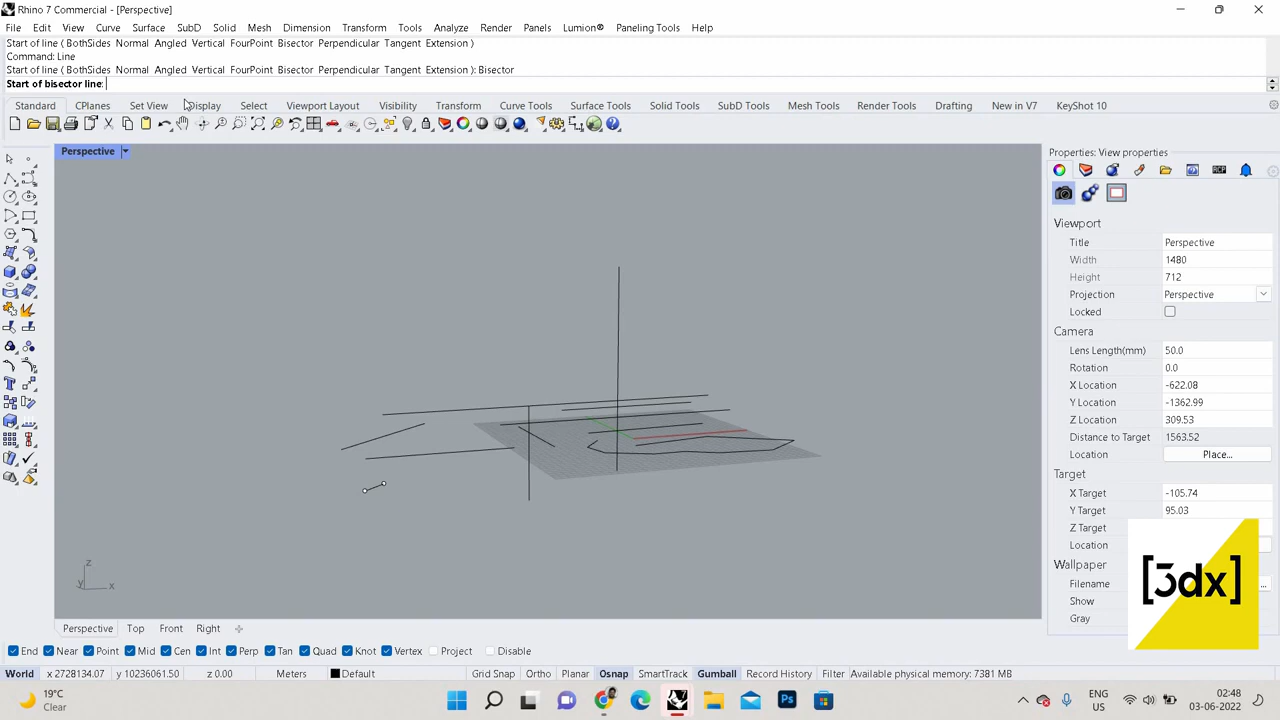 Rhino 7 Commercial - [Perspective]
File Edit View Curve Surface SubD Solid Mesh Dimension Transform Tools Analyze Render Panels Lumion® Paneling Tools Help
Start of line ( BothSides Normal Angled Vertical FourPoint Bisector Perpendicular Tangent Extension )
Command: Line
Start of line ( BothSides Normal Angled Vertical FourPoint Bisector Perpendicular Tangent Extension ): Bisector
Start of bisector line:
Standard CPlanes Set View Display Select Viewport Layout Visibility Transform Curve Tools Surface Tools Solid Tools SubD Tools Mesh Tools Render Tools Drafting New in V7 KeyShot 10
Perspective
Properties: View properties
RCP
Viewport
Title Perspective
Width 1480
Height 712
Projection Perspective
Locked
Camera
Lens Length(mm) 50.0
Rotation 0.0
X Location -622.08
Y Location -1362.99
Z Location 309.53
Distance to Target 1563.52
Location Place...
Target
X Target -105.74
Y Target 95.03
Z Target
Location
Wallpaper
Filename ...
Show
Gray
[3dx]
z
y x
Perspective Top Front Right
End Near Point Mid Cen Int Perp Tan Quad Knot Vertex Project Disable
World x 2728134.07 y 10236061.50 z 0.00 Meters Default Grid Snap Ortho Planar Osnap SmartTrack Gumball Record History Filter Available physical memory: 7381 MB
19°C
Clear
Ps
ENG
US
02:48
03-06-2022